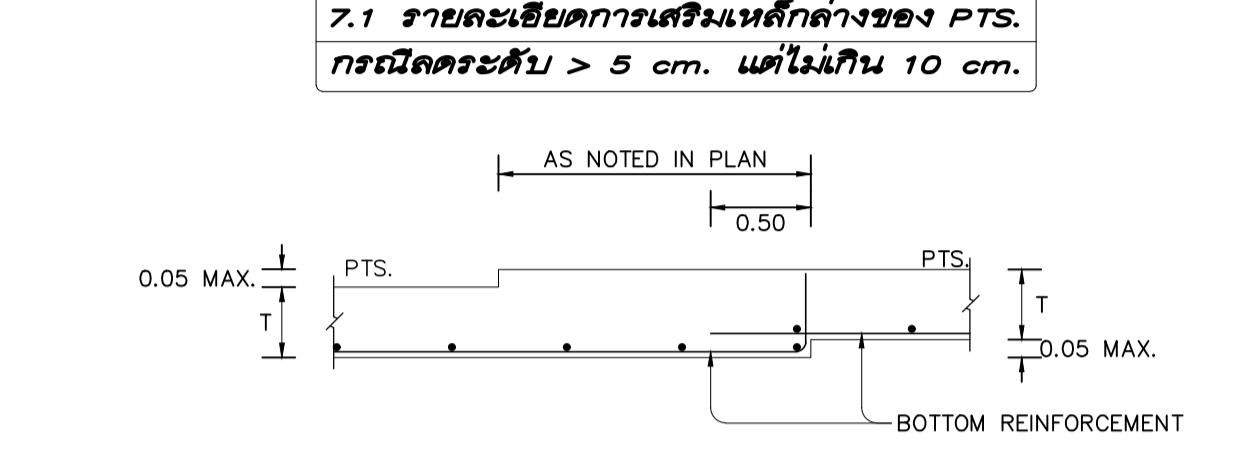 7.1 รายละเอียดการเสริมเหล็กล่างของ PTS.
กรณีลดระดับ > 5 cm. แต่ไม่เกิน 10 cm.
AS NOTED IN PLAN
0.50
PTS.
PTS.
0.05 MAX.
T
T
0.05 MAX.
BOTTOM REINFORCEMENT